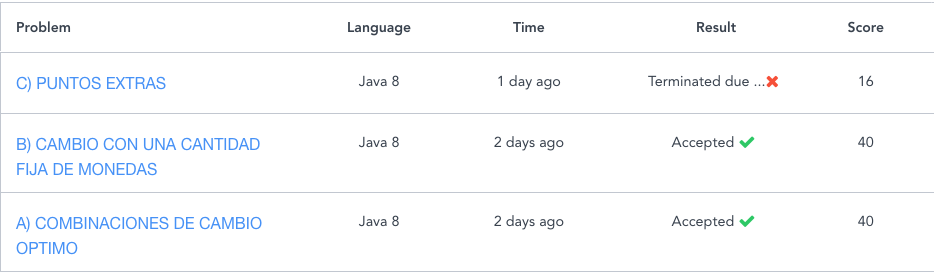 Problem Language Time Result Score
C) PUNTOS EXTRAS Java 8 1 day ago Terminated due ... 16
B) CAMBIO CON UNA CANTIDAD FIJA DE MONEDAS Java 8 2 days ago Accepted 40
A) COMBINACIONES DE CAMBIO OPTIMO Java 8 2 days ago Accepted 40